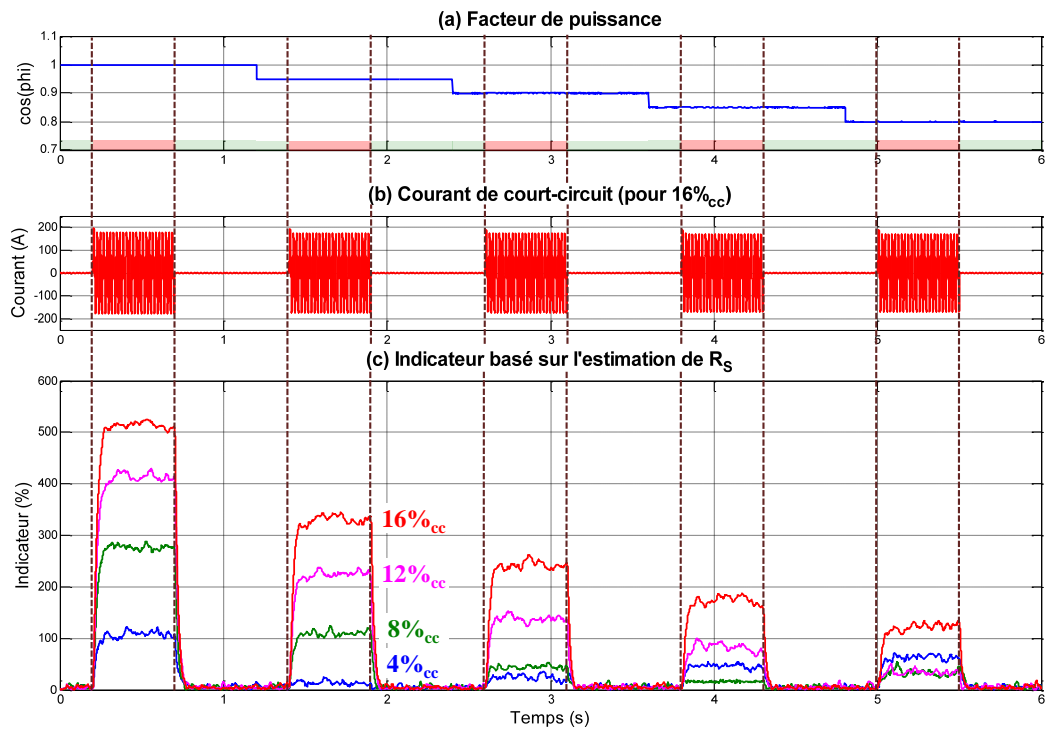 (a) Facteur de puissance
cos(phi)
1.1
1
0.9
0.8
0.7
0 1 2 3 4 5 6
(b) Courant de court-circuit (pour 16%cc)
Courant (A)
200
100
0
-100
-200
0 1 2 3 4 5 6
(c) Indicateur basé sur l'estimation de RS
Indicateur (%)
600
500
400
300
200
100
0
16%cc
12%cc
8%cc
4%cc
0 1 2 3 4 5 6
Temps (s)